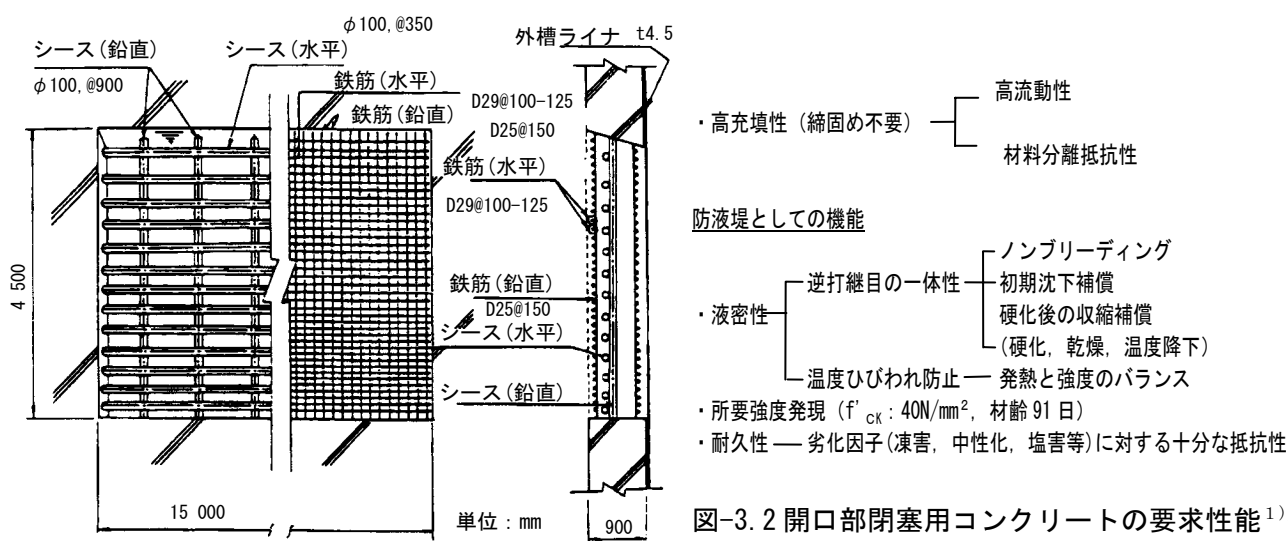 φ100,@350
シース(鉛直)
シース(水平)
φ100,@900
鉄筋(水平)
D29@100-125
鉄筋(鉛直)
D25@150
鉄筋(水平)
D29@100-125
鉄筋(鉛直)
D25@150
シース(水平)
シース(鉛直)
外槽ライナ t4.5
4 500
15 000
単位:mm
900
・高充填性(締固め不要)
高流動性
材料分離抵抗性
防液堤としての機能
・液密性
逆打継目の一体性
ノンブリーディング
初期沈下補償
硬化後の収縮補償
(硬化,乾燥,温度降下)
温度ひびわれ防止 ― 発熱と強度のバランス
・所要強度発現(f'CK:40N/mm²,材齢91日)
・耐久性 ― 劣化因子(凍害,中性化,塩害等)に対する十分な抵抗性
図-3.2 開口部閉塞用コンクリートの要求性能1)